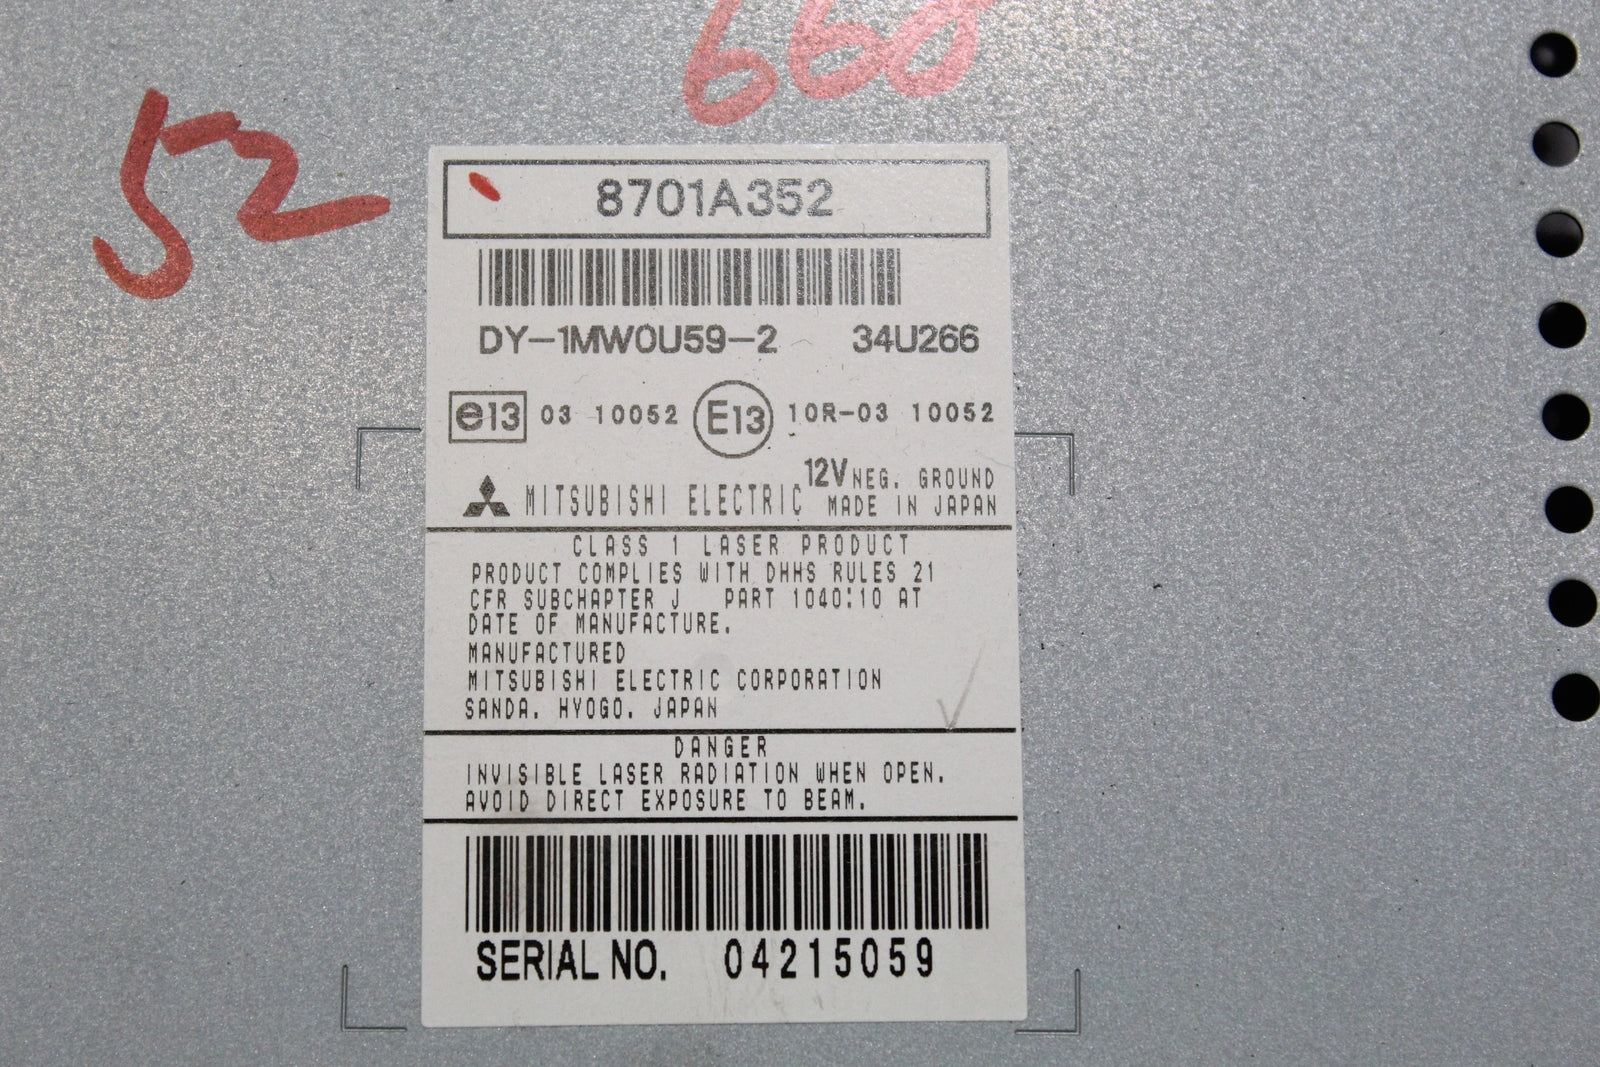 660
52
8701A352
DY-1MW0U59-2 34U266
e13 03 10052 E13 10R-03 10052
MITSUBISHI ELECTRIC 12V NEG. GROUND
MADE IN JAPAN
CLASS 1 LASER PRODUCT
PRODUCT COMPLIES WITH DHHS RULES 21
CFR SUBCHAPTER J PART 1040:10 AT
DATE OF MANUFACTURE.
MANUFACTURED
MITSUBISHI ELECTRIC CORPORATION
SANDA. HYOGO. JAPAN
DANGER
INVISIBLE LASER RADIATION WHEN OPEN.
AVOID DIRECT EXPOSURE TO BEAM.
SERIAL NO. 04215059